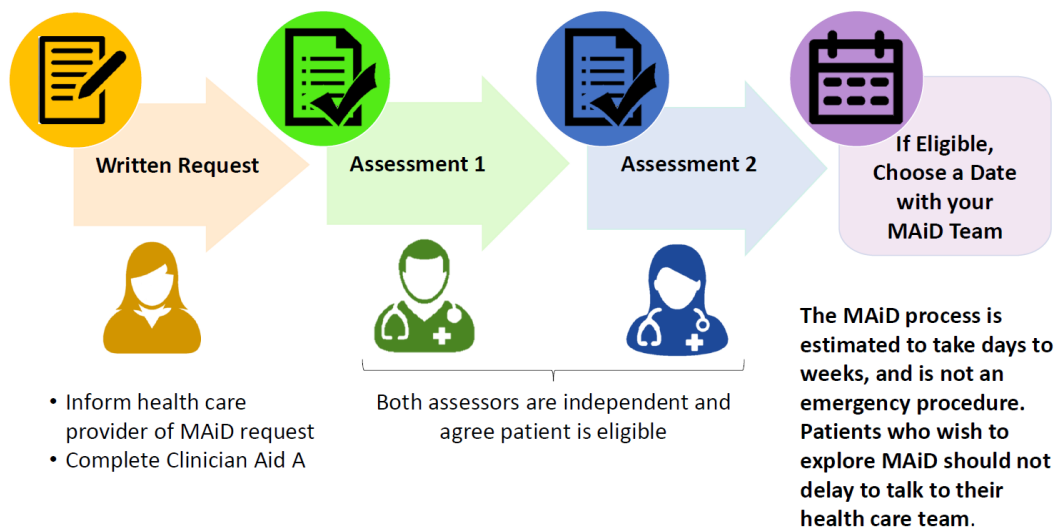 Written Request
Assessment 1
Assessment 2
If Eligible,
Choose a Date
with your
MAiD Team
• Inform health care
provider of MAiD request
• Complete Clinician Aid A
Both assessors are independent and
agree patient is eligible
The MAiD process is
estimated to take days to
weeks, and is not an
emergency procedure.
Patients who wish to
explore MAiD should not
delay to talk to their
health care team.